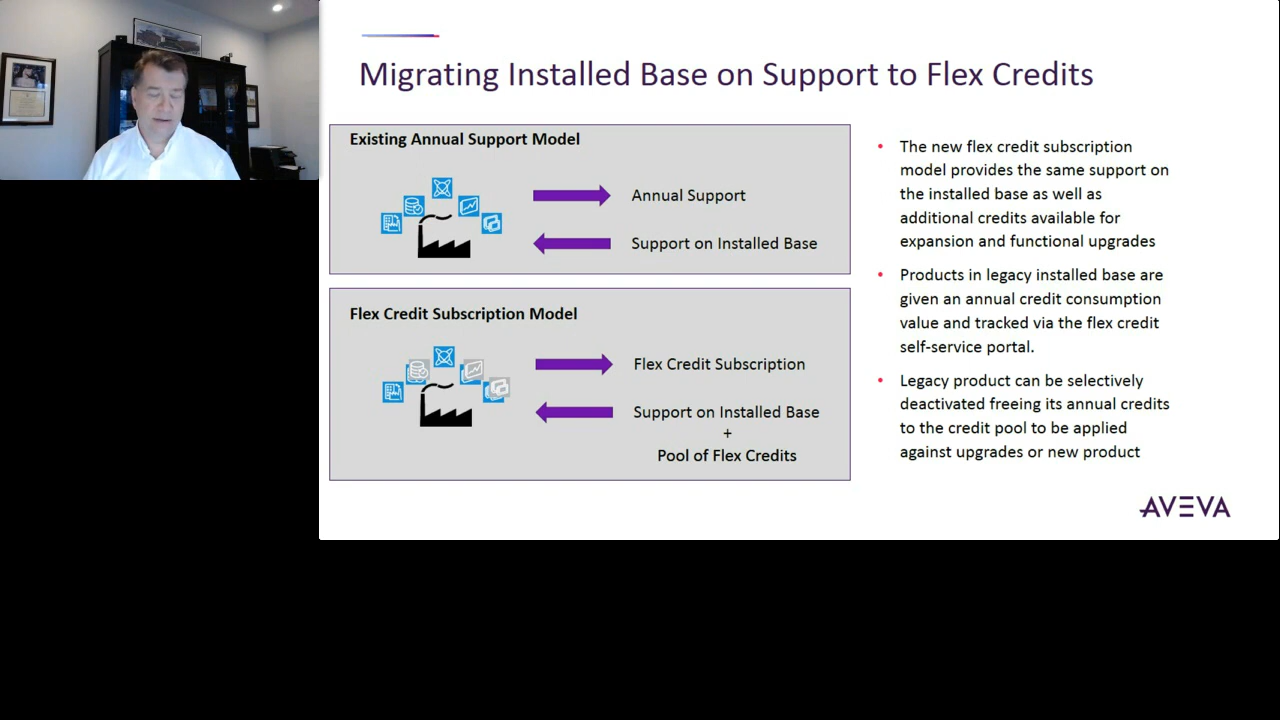 Migrating Installed Base on Support to Flex Credits
Existing Annual Support Model
Annual Support
Support on Installed Base
Flex Credit Subscription Model
Flex Credit Subscription
Support on Installed Base
+
Pool of Flex Credits
• The new flex credit subscription
model provides the same support on
the installed base as well as
additional credits available for
expansion and functional upgrades
• Products in legacy installed base are
given an annual credit consumption
value and tracked via the flex credit
self-service portal.
• Legacy product can be selectively
deactivated freeing its annual credits
to the credit pool to be applied
against upgrades or new product
AVEVA